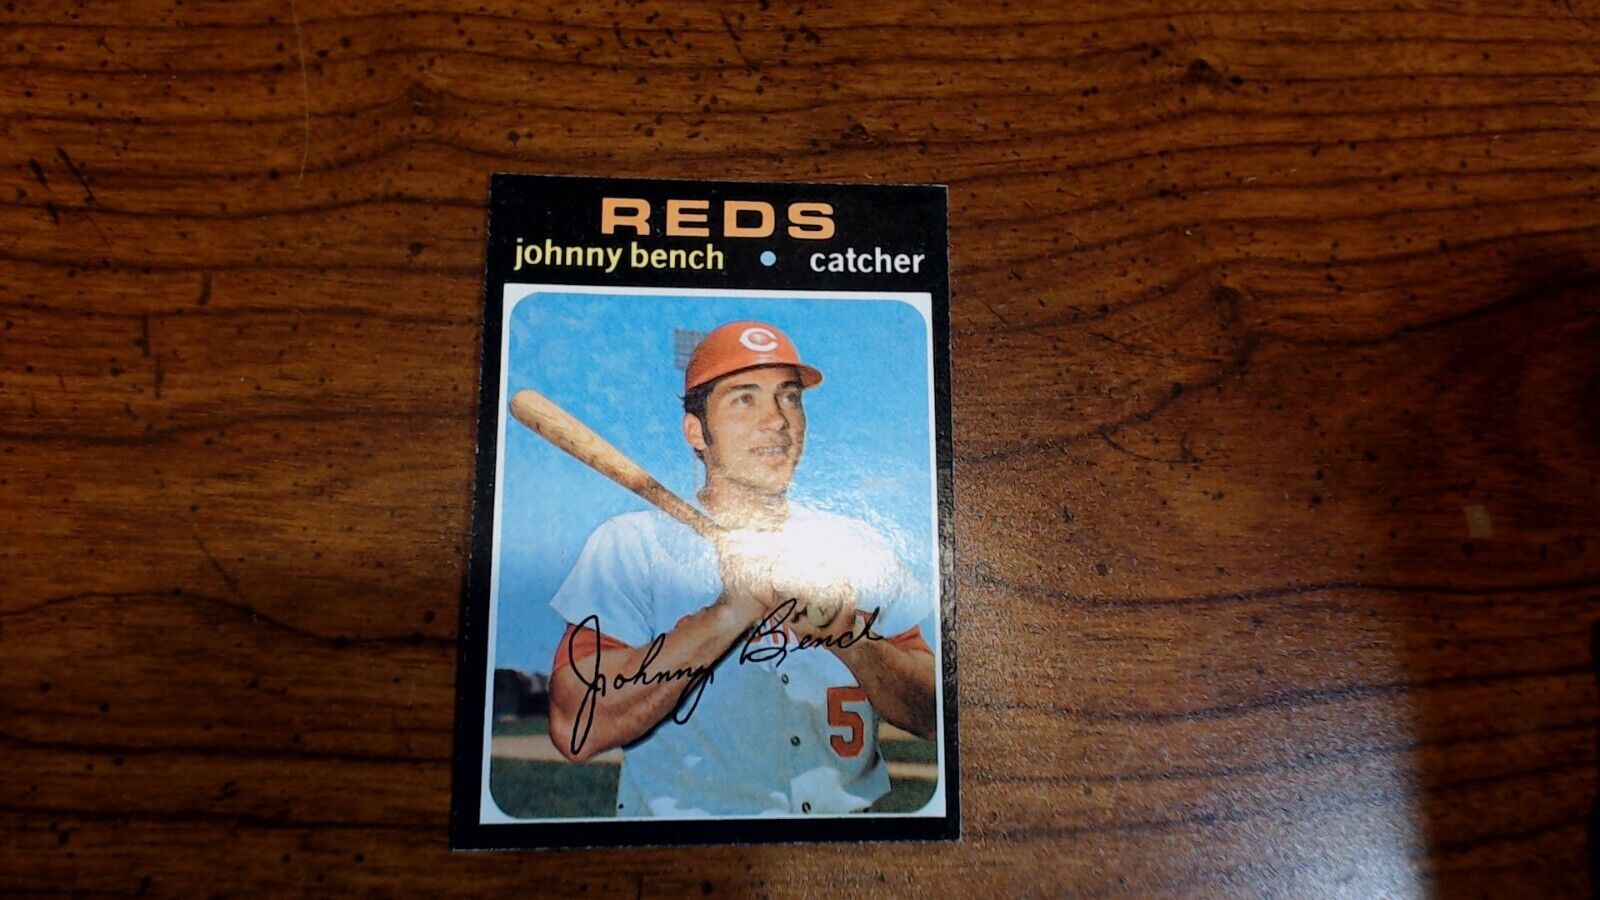 REDS
johnny bench • catcher
C
Johnny Bench
5